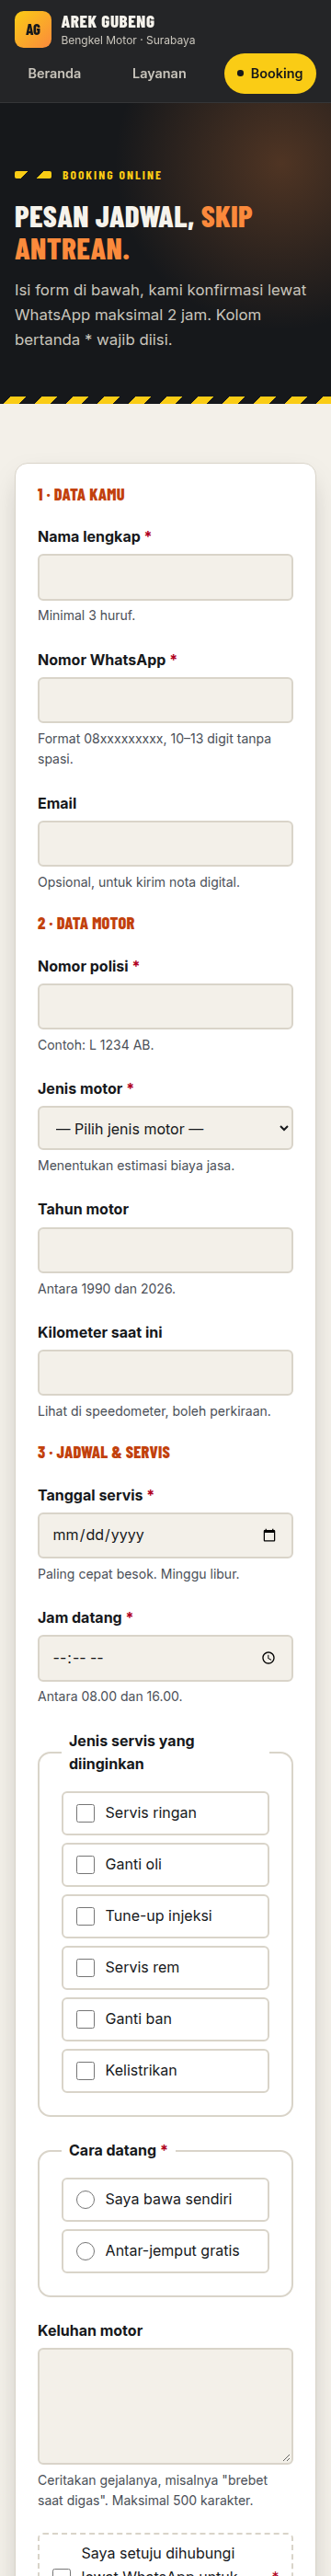 AG
AREK GUBENG
Bengkel Motor · Surabaya
Beranda
Layanan
Booking
BOOKING ONLINE
PESAN JADWAL, SKIP
ANTREAN.
Isi form di bawah, kami konfirmasi lewat
WhatsApp maksimal 2 jam. Kolom
bertanda * wajib diisi.
1 · DATA KAMU
Nama lengkap *
Minimal 3 huruf.
Nomor WhatsApp *
Format 08xxxxxxxxx, 10–13 digit tanpa
spasi.
Email
Opsional, untuk kirim nota digital.
2 · DATA MOTOR
Nomor polisi *
Contoh: L 1234 AB.
Jenis motor *
— Pilih jenis motor —
Menentukan estimasi biaya jasa.
Tahun motor
Antara 1990 dan 2026.
Kilometer saat ini
Lihat di speedometer, boleh perkiraan.
3 · JADWAL & SERVIS
Tanggal servis *
mm/dd/yyyy
Paling cepat besok. Minggu libur.
Jam datang *
--:-- --
Antara 08.00 dan 16.00.
Jenis servis yang
diinginkan
Servis ringan
Ganti oli
Tune-up injeksi
Servis rem
Ganti ban
Kelistrikan
Cara datang *
Saya bawa sendiri
Antar-jemput gratis
Keluhan motor
Ceritakan gejalanya, misalnya "brebet
saat digas". Maksimal 500 karakter.
Saya setuju dihubungi
lewat WhatsApp untuk *